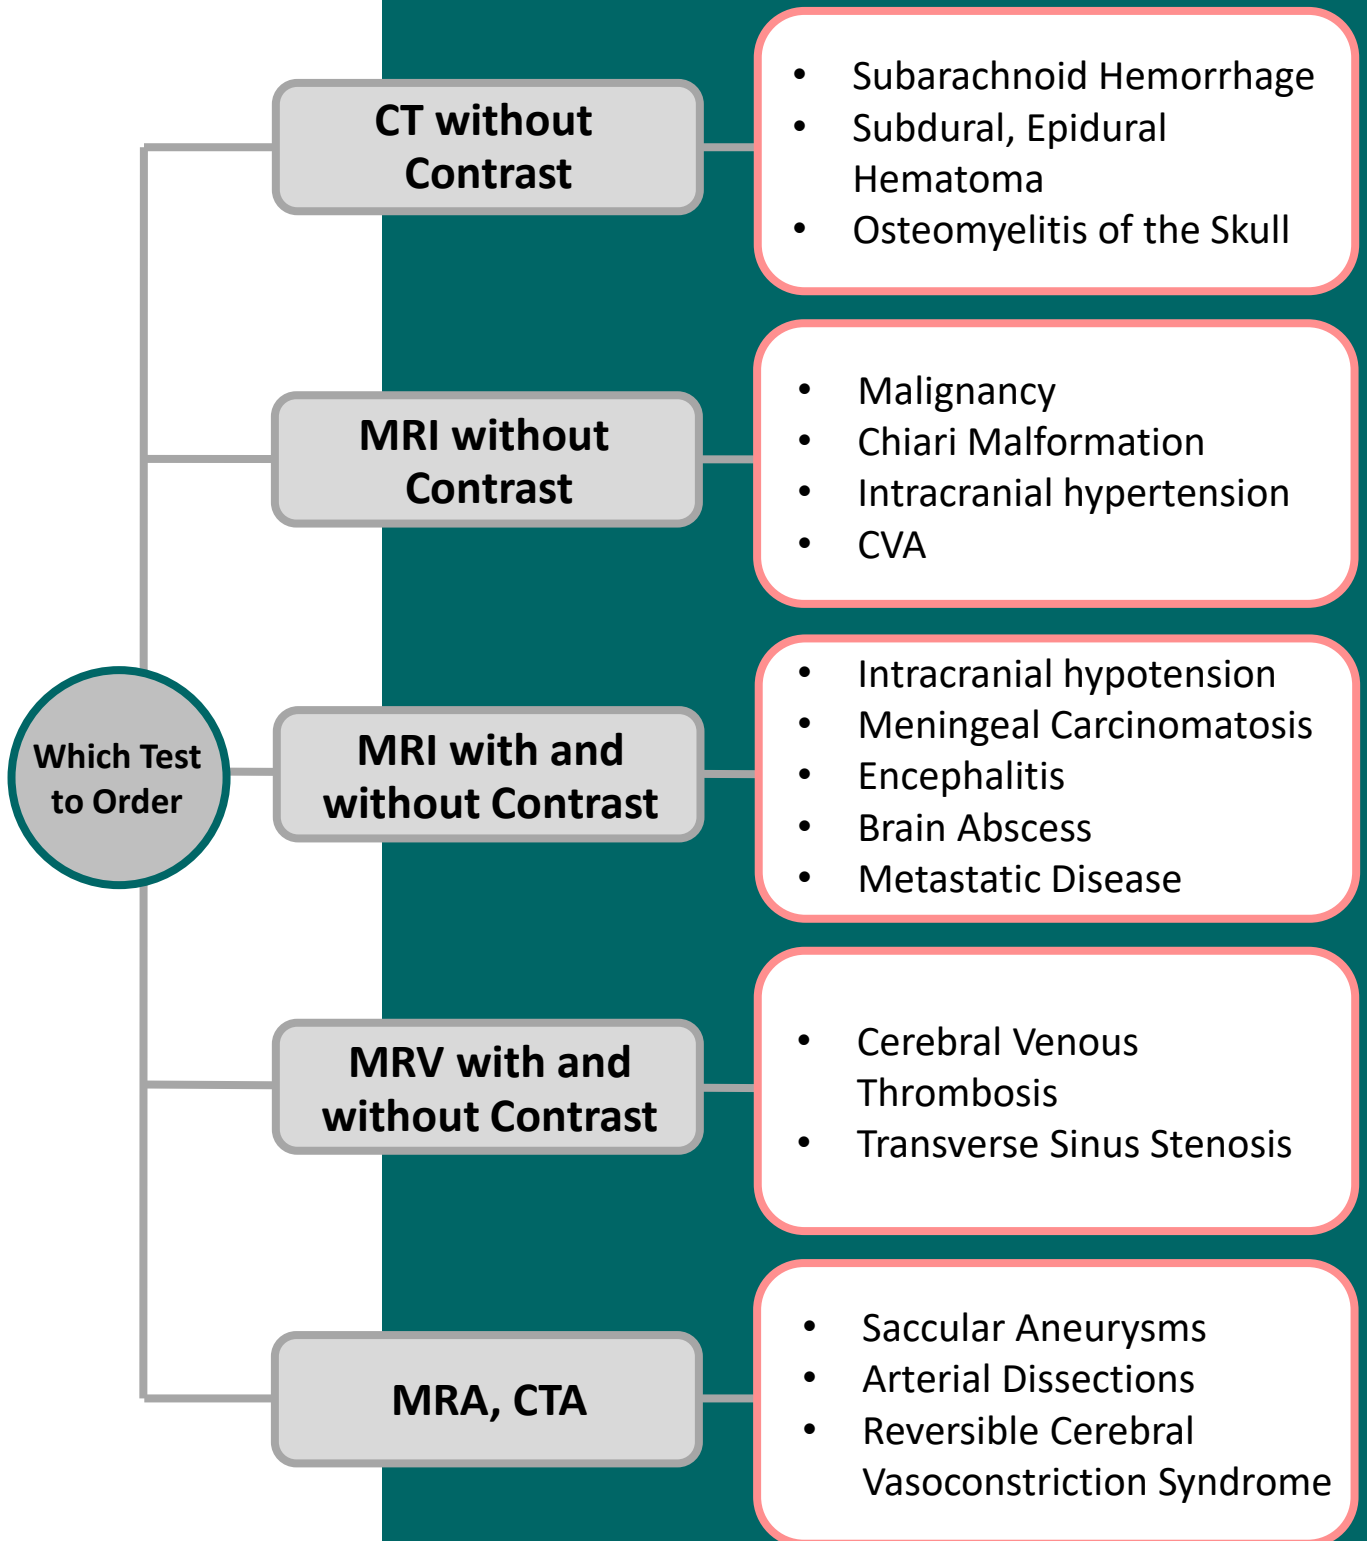 Which Test
to Order
CT without
Contrast
• Subarachnoid Hemorrhage
• Subdural, Epidural
Hematoma
• Osteomyelitis of the Skull
MRI without
Contrast
• Malignancy
• Chiari Malformation
• Intracranial hypertension
• CVA
MRI with and
without Contrast
• Intracranial hypotension
• Meningeal Carcinomatosis
• Encephalitis
• Brain Abscess
• Metastatic Disease
MRV with and
without Contrast
• Cerebral Venous
Thrombosis
• Transverse Sinus Stenosis
MRA, CTA
• Saccular Aneurysms
• Arterial Dissections
• Reversible Cerebral
Vasoconstriction Syndrome